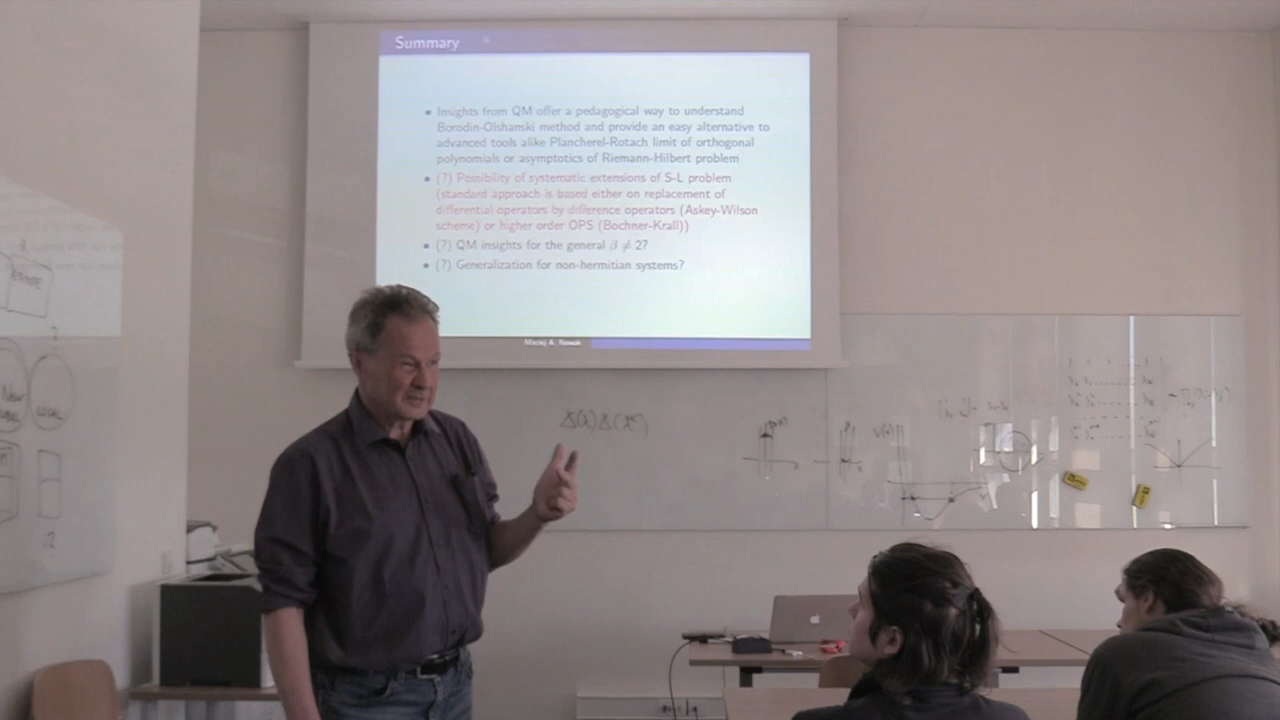 Summary
• Insights from QM offer a pedagogical way to understand
Borodin-Olshanski method and provide an easy alternative to
advanced tools alike Plancherel-Rotach limit of orthogonal
polynomials or asymptotics of Riemann-Hilbert problem
• (?) Possibility of systematic extensions of S-L problem
(standard approach is based either on replacement of
differential operators by difference operators (Askey-Wilson
scheme) or higher order OPS (Bochner-Krall))
• (?) QM insights for the general β ≠ 2?
• (?) Generalization for non-hermitian systems?
Maciej A. Nowak